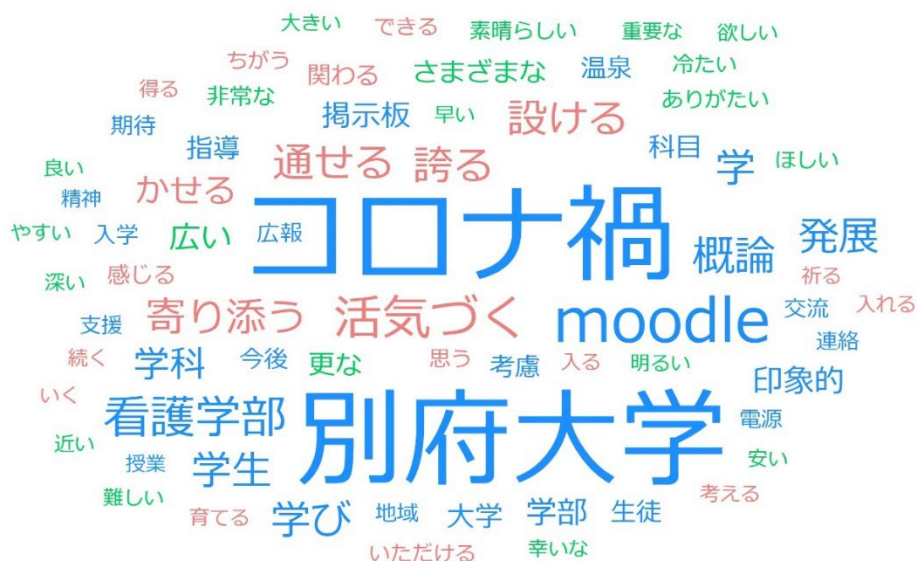 大きい できる 素晴らしい 重要な 欲しい
ちがう 関わる さまざまな 温泉 冷たい
得る 非常な 掲示板 早い 設ける ありがたい
期待 指導 通せる 誇る 科目 学 ほしい
良い 精神 かせる コロナ禍 概論 発展
やすい 入学 広い 広報
深い 感じる 祈る
支援 寄り添う 活気づく moodle 交流 入れる
連絡
続く 学科 今後 更な 思う 考慮 入る 明るい 印象的
いく 看護学部 別府大学 電源
近い 授業 学生 安い
難しい 考える
育てる 学び 地域 大学 学部 生徒
いただける 幸いな